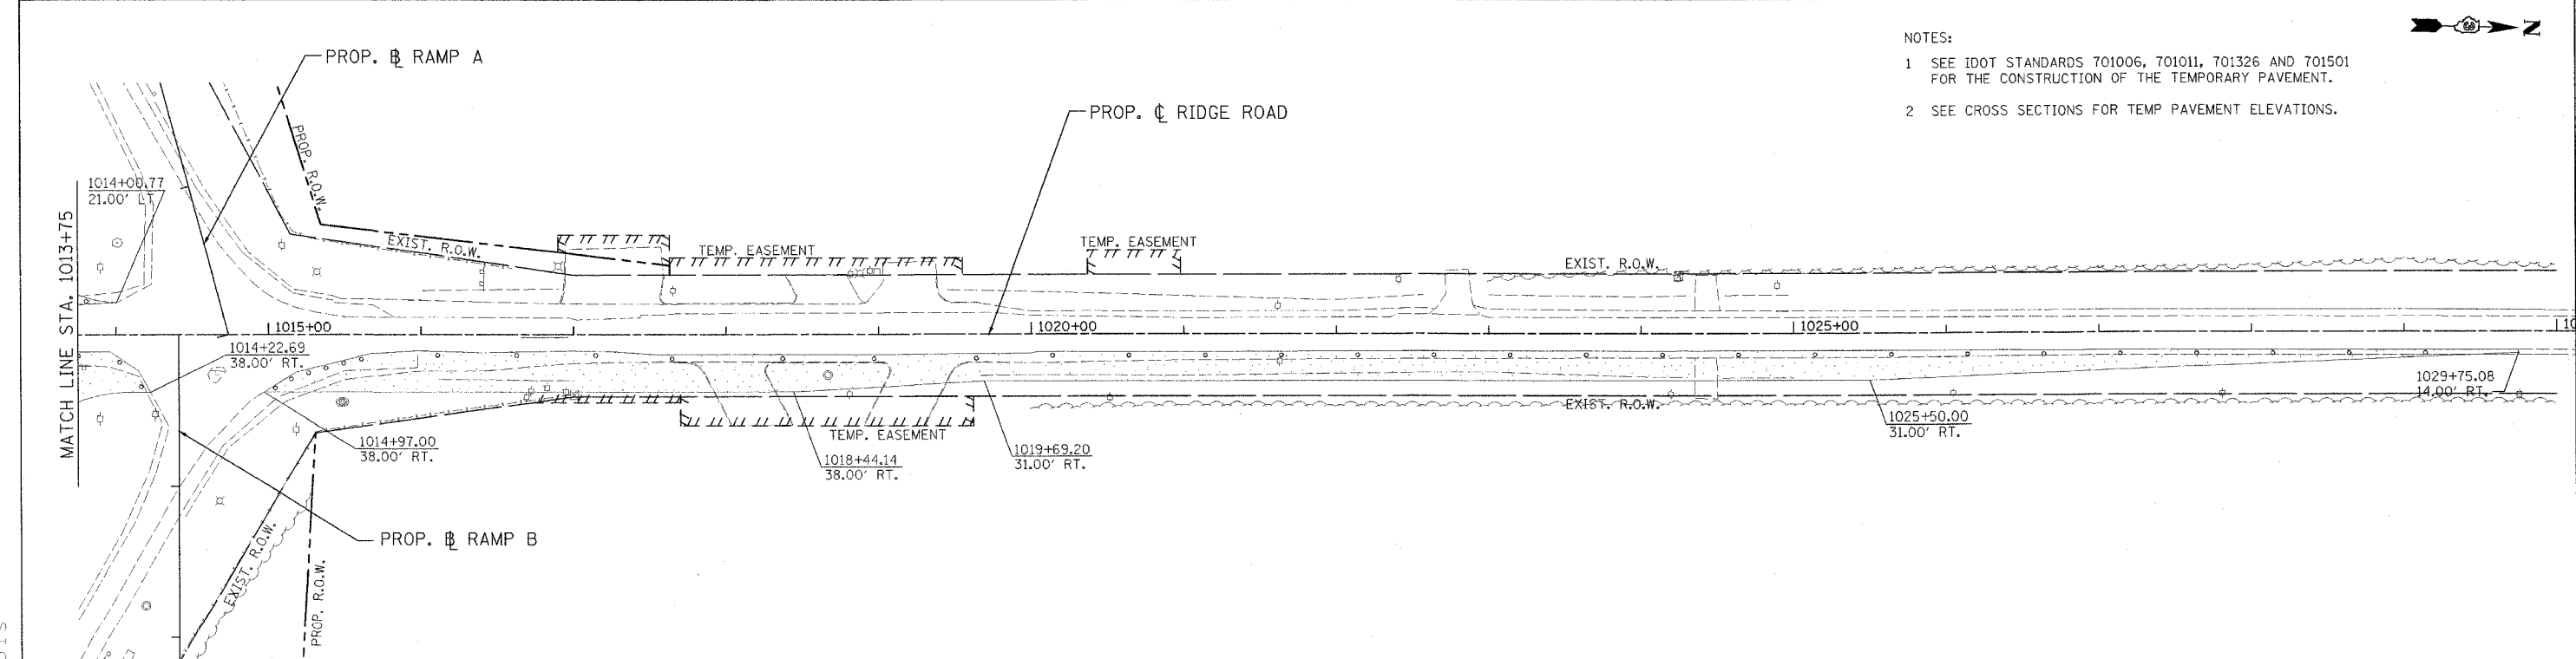 NOTES:
1 SEE IDOT STANDARDS 701006, 701011, 701326 AND 701501
FOR THE CONSTRUCTION OF THE TEMPORARY PAVEMENT.
2 SEE CROSS SECTIONS FOR TEMP PAVEMENT ELEVATIONS.
N
PROP. ⅊ RAMP A
PROP. ℄ RIDGE ROAD
PROP. R.O.W.
1014+00.77
21.00' LT
MATCH LINE STA. 1013+75
EXIST. R.O.W.
TEMP. EASEMENT
TEMP. EASEMENT
EXIST. R.O.W.
1015+00
1020+00
1025+00
1014+22.69
38.00' RT.
1014+97.00
38.00' RT.
TEMP. EASEMENT
1018+44.14
38.00' RT.
1019+69.20
31.00' RT.
EXIST. R.O.W.
1025+50.00
31.00' RT.
1029+75.08
14.00' RT.
PROP. ⅊ RAMP B
EXIST. R.O.W.
PROP. R.O.W.